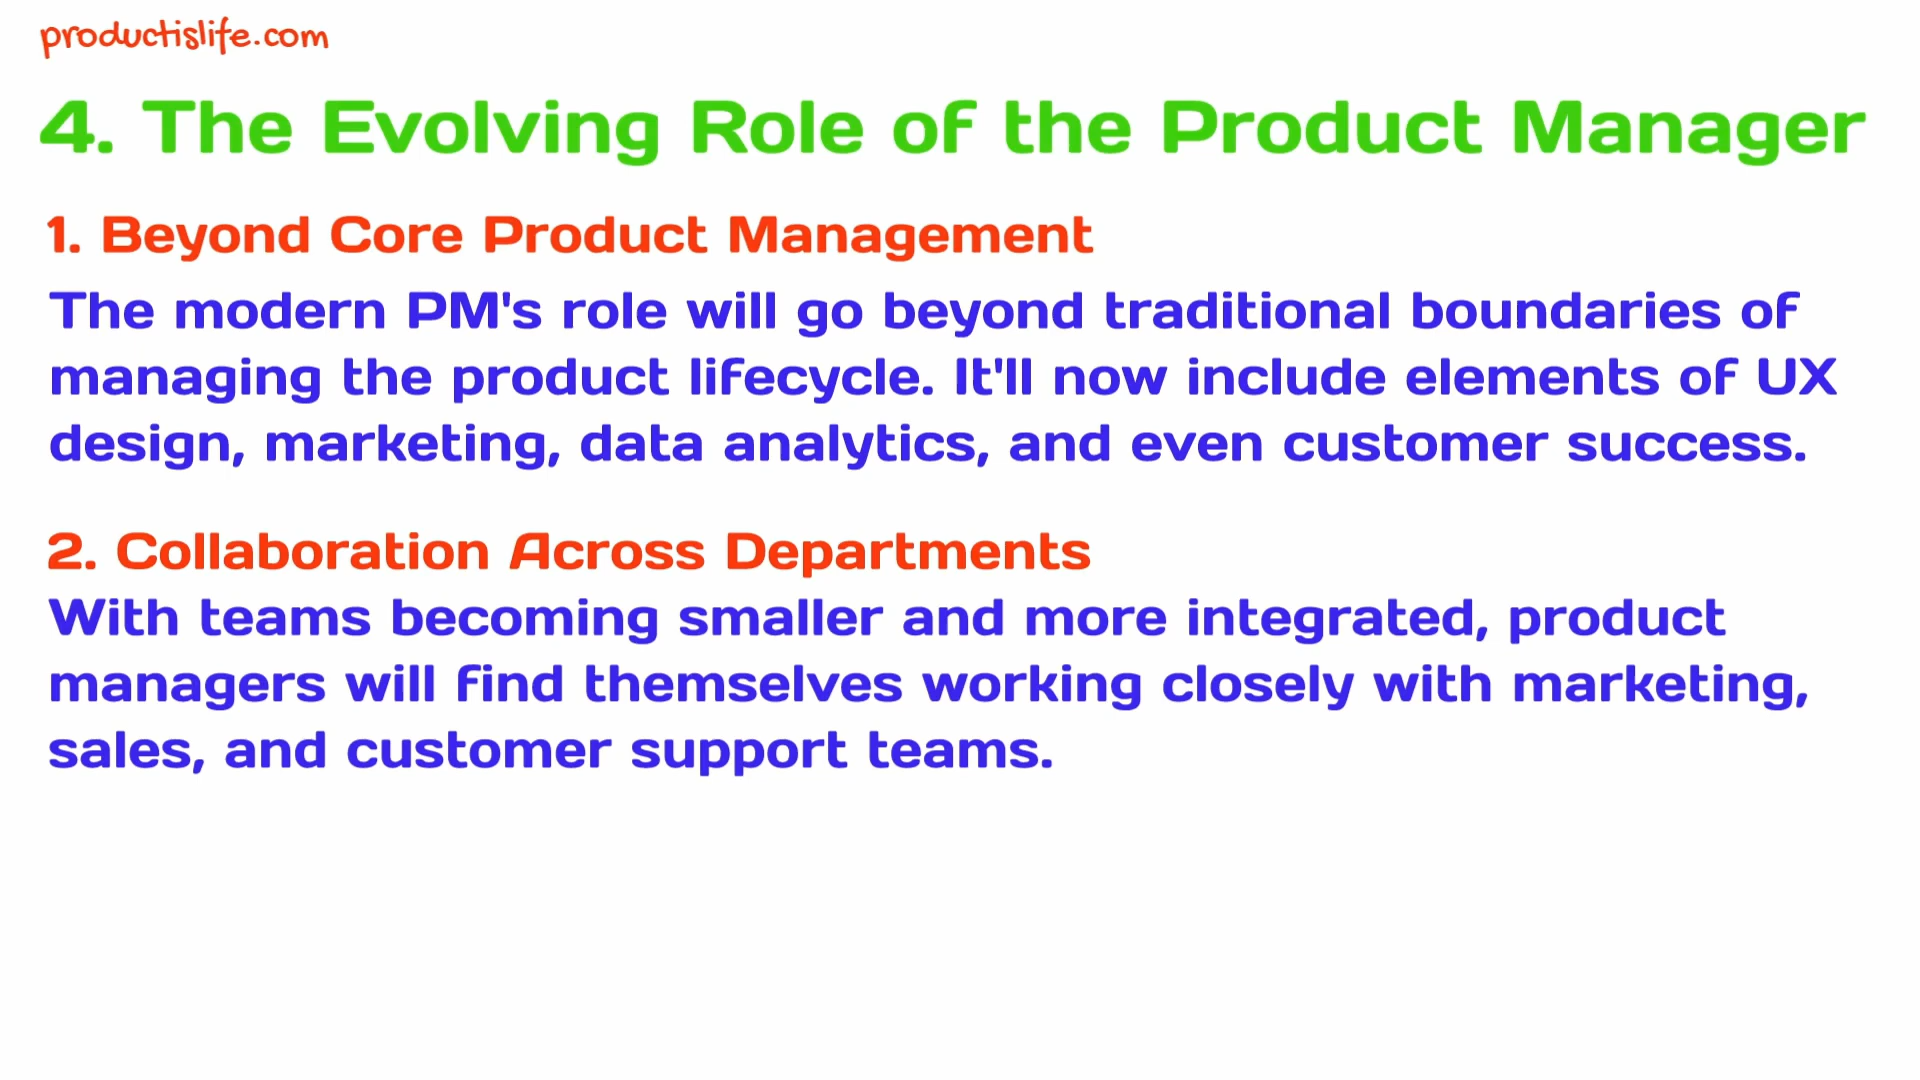 productislife.com
4. The Evolving Role of the Product Manager
1. Beyond Core Product Management
The modern PM's role will go beyond traditional boundaries of
managing the product lifecycle. It'll now include elements of UX
design, marketing, data analytics, and even customer success.
2. Collaboration Across Departments
With teams becoming smaller and more integrated, product
managers will find themselves working closely with marketing,
sales, and customer support teams.